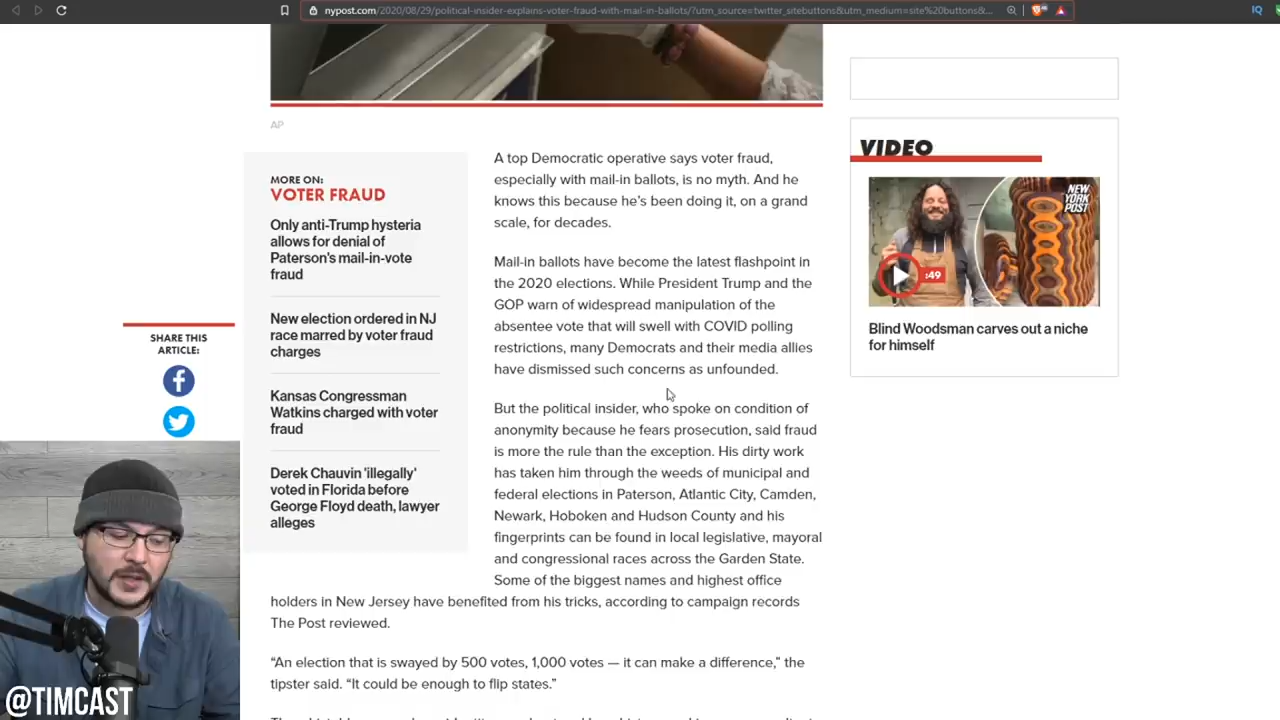 nypost.com/2020/08/29/political-insider-explains-voter-fraud-with-mail-in-ballots/?utm_source=twitter_sitebuttons&utm_medium=site%20buttons&...
IQ
AP
MORE ON:
VOTER FRAUD
Only anti-Trump hysteria
allows for denial of
Paterson's mail-in-vote
fraud
New election ordered in NJ
race marred by voter fraud
charges
Kansas Congressman
Watkins charged with voter
fraud
Derek Chauvin 'illegally'
voted in Florida before
George Floyd death, lawyer
alleges
SHARE THIS
ARTICLE:
A top Democratic operative says voter fraud,
especially with mail-in ballots, is no myth. And he
knows this because he's been doing it, on a grand
scale, for decades.
Mail-in ballots have become the latest flashpoint in
the 2020 elections. While President Trump and the
GOP warn of widespread manipulation of the
absentee vote that will swell with COVID polling
restrictions, many Democrats and their media allies
have dismissed such concerns as unfounded.
But the political insider, who spoke on condition of
anonymity because he fears prosecution, said fraud
is more the rule than the exception. His dirty work
has taken him through the weeds of municipal and
federal elections in Paterson, Atlantic City, Camden,
Newark, Hoboken and Hudson County and his
fingerprints can be found in local legislative, mayoral
and congressional races across the Garden State.
Some of the biggest names and highest office
holders in New Jersey have benefited from his tricks, according to campaign records
The Post reviewed.
“An election that is swayed by 500 votes, 1,000 votes — it can make a difference,” the
tipster said. “It could be enough to flip states.”
VIDEO
NEW
YORK
POST
:49
Blind Woodsman carves out a niche
for himself
@TIMCAST